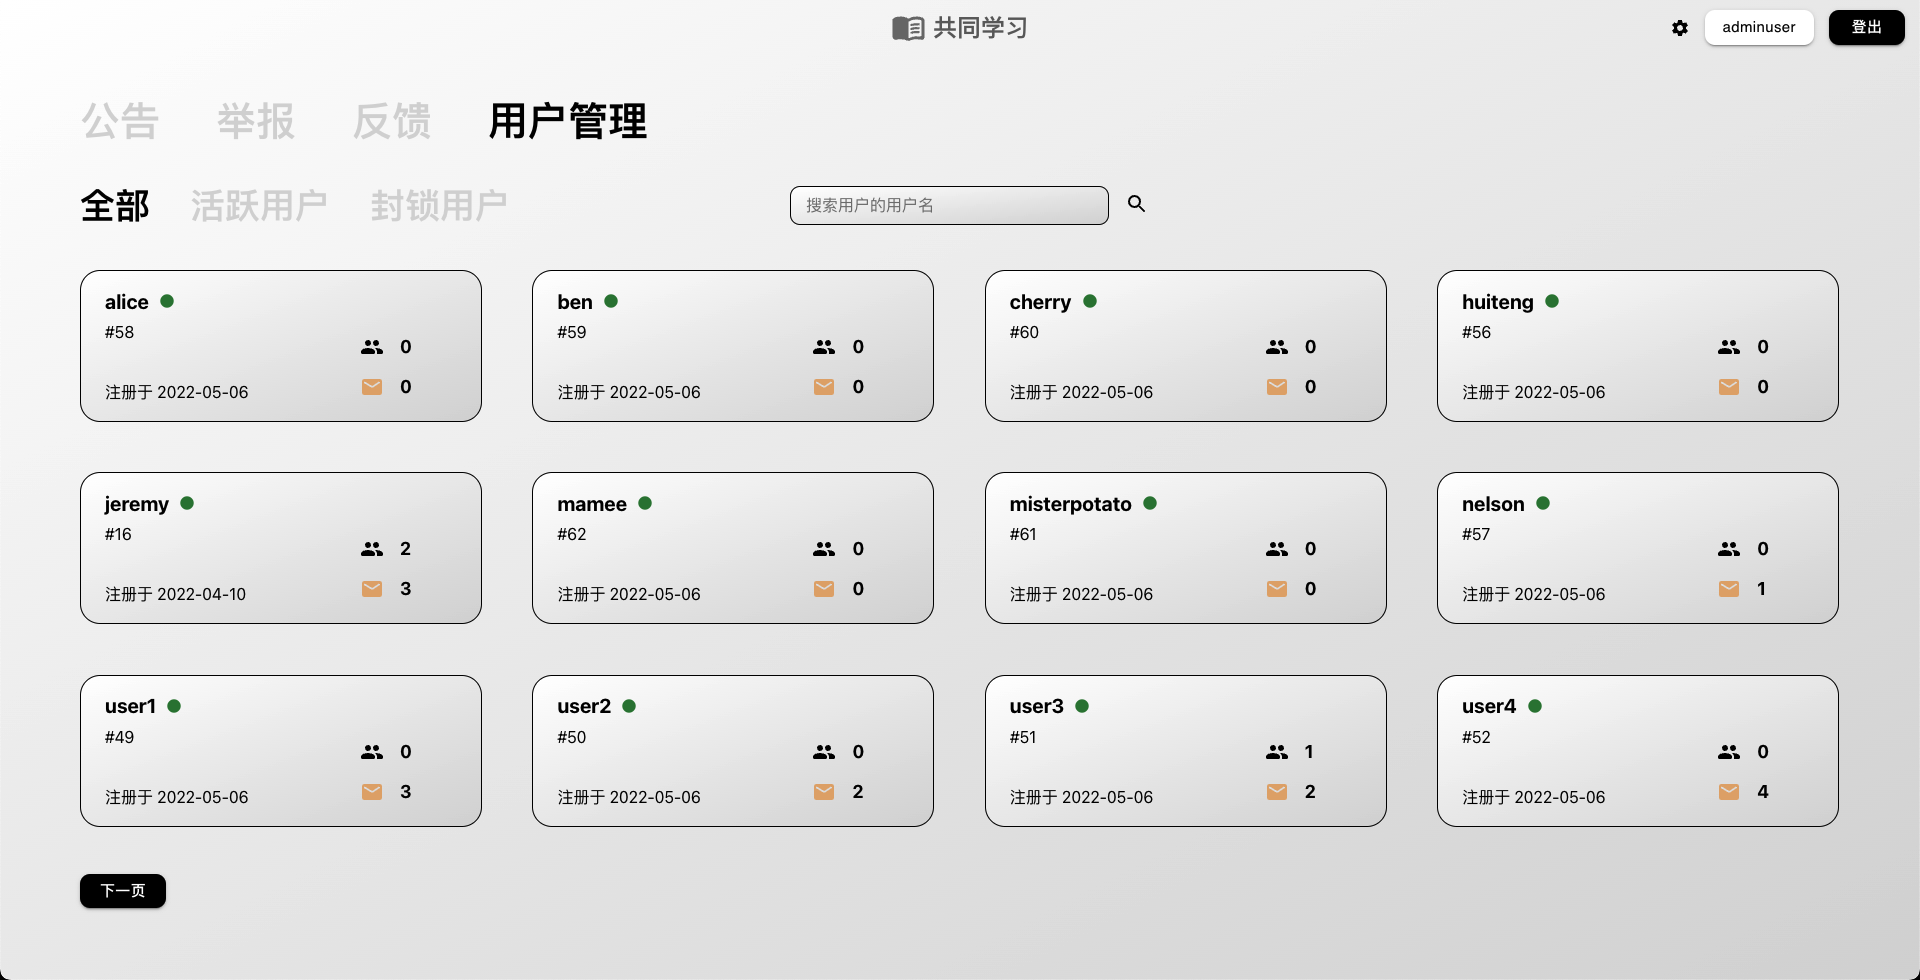 共同学习
adminuser
登出
公告 举报 反馈 用户管理
全部 活跃用户 封锁用户
搜索用户的用户名
alice
#58
0
注册于 2022-05-06
0
ben
#59
0
注册于 2022-05-06
0
cherry
#60
0
注册于 2022-05-06
0
huiteng
#56
0
注册于 2022-05-06
0
jeremy
#16
2
注册于 2022-04-10
3
mamee
#62
0
注册于 2022-05-06
0
misterpotato
#61
0
注册于 2022-05-06
0
nelson
#57
0
注册于 2022-05-06
1
user1
#49
0
注册于 2022-05-06
3
user2
#50
0
注册于 2022-05-06
2
user3
#51
1
注册于 2022-05-06
2
user4
#52
0
注册于 2022-05-06
4
下一页